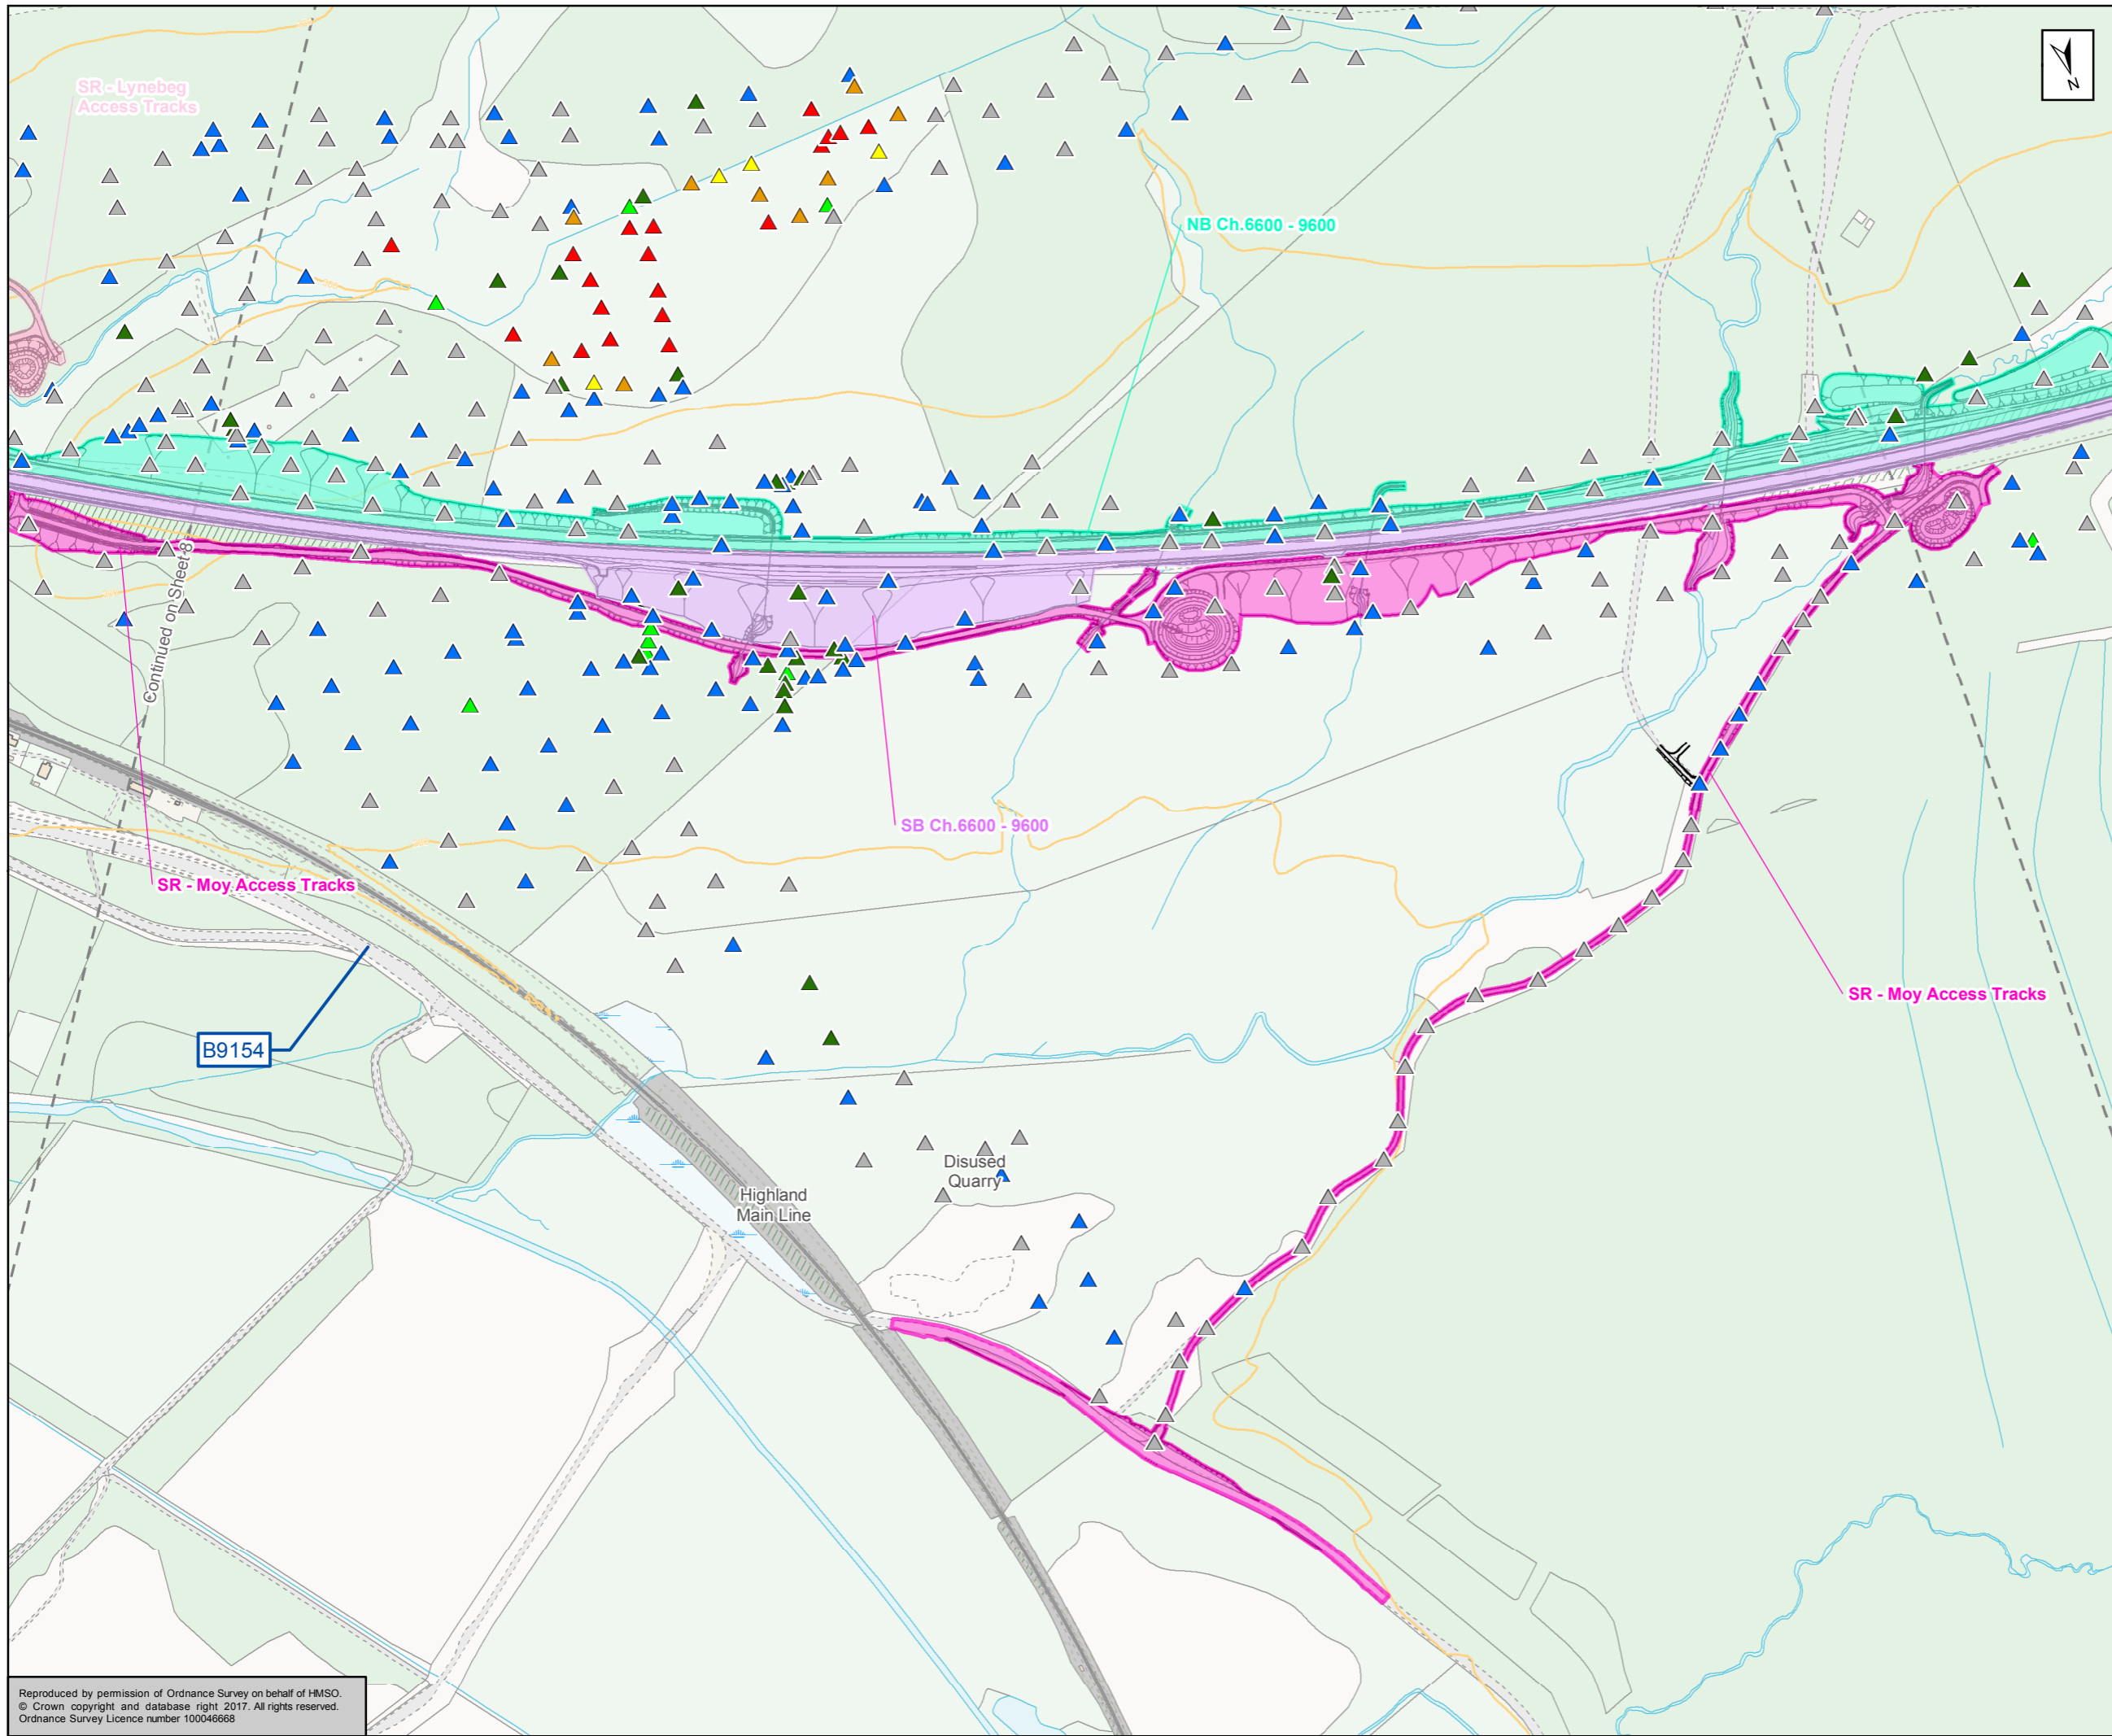 SR - Lynebeg
Access Tracks
N
NB Ch.6600 - 9600
Continued on Sheet 8
SB Ch.6600 - 9600
SR - Moy Access Tracks
SR - Moy Access Tracks
B9154
Disused
Quarry
Highland
Main Line
Reproduced by permission of Ordnance Survey on behalf of HMSO.
© Crown copyright and database right 2017. All rights reserved.
Ordnance Survey Licence number 100046668